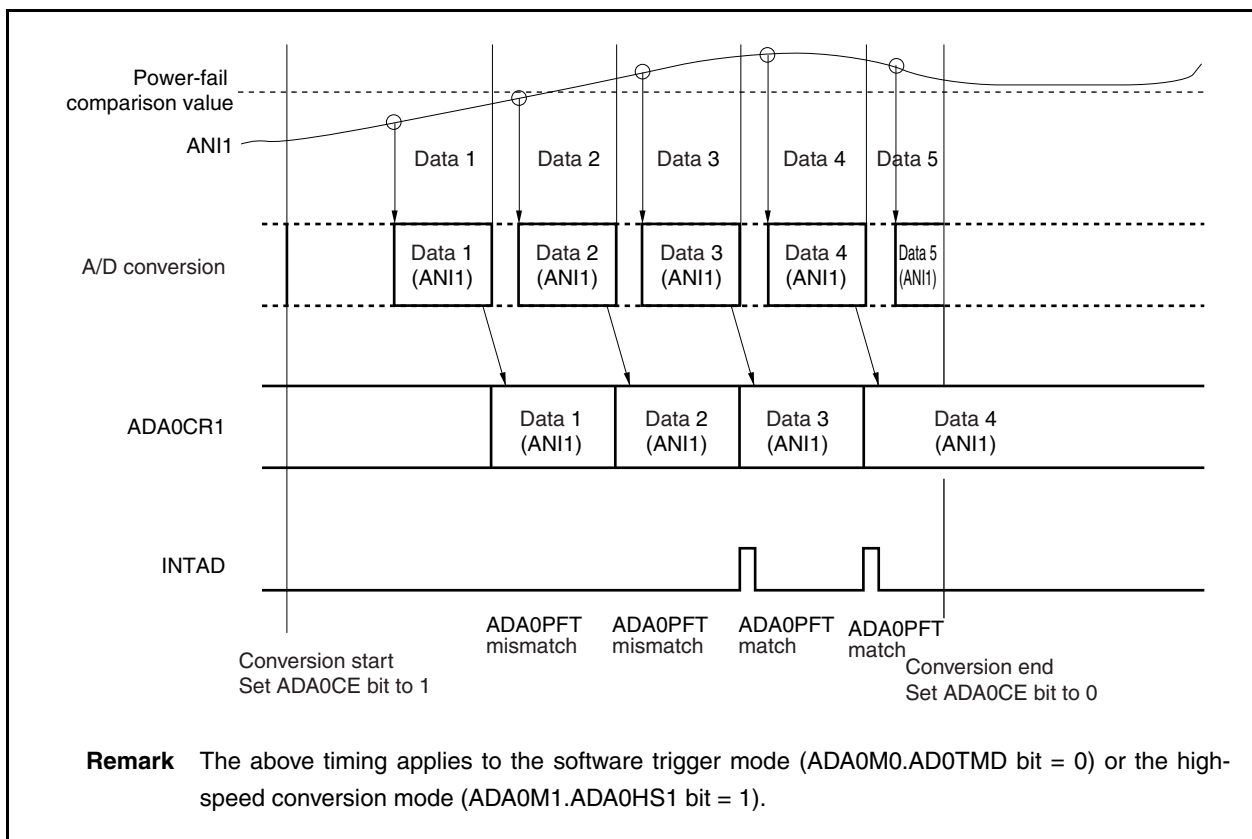 Power-fail
comparison value
ANI1
Data 1
Data 2
Data 3
Data 4
Data 5
A/D conversion
Data 1
(ANI1)
Data 2
(ANI1)
Data 3
(ANI1)
Data 4
(ANI1)
Data 5
(ANI1)
ADA0CR1
Data 1
(ANI1)
Data 2
(ANI1)
Data 3
(ANI1)
Data 4
(ANI1)
INTAD
ADA0PFT
mismatch
ADA0PFT
mismatch
ADA0PFT
match
ADA0PFT
match
Conversion start
Set ADA0CE bit to 1
Conversion end
Set ADA0CE bit to 0
Remark The above timing applies to the software trigger mode (ADA0M0.AD0TMD bit = 0) or the high-
speed conversion mode (ADA0M1.ADA0HS1 bit = 1).